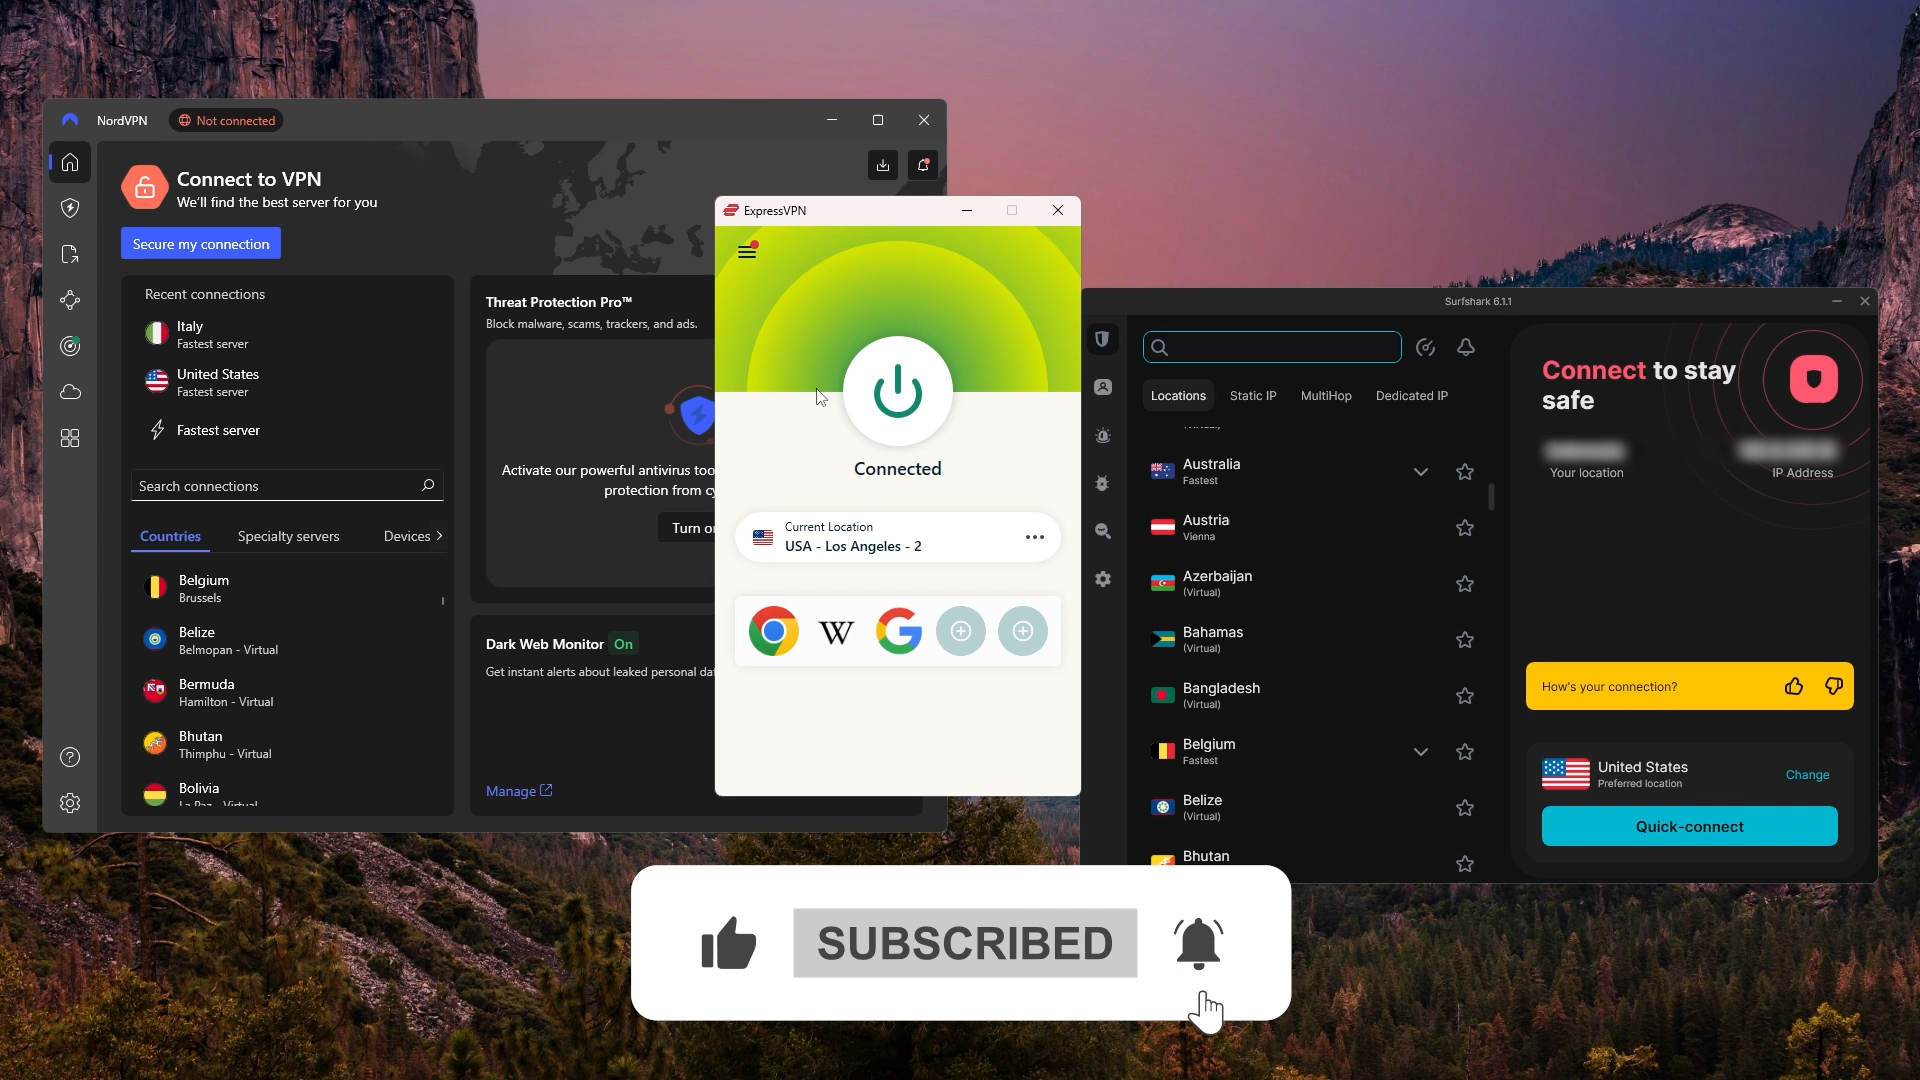 NordVPN
Not connected
Connect to VPN
We'll find the best server for you
Secure my connection
Recent connections
Italy
Fastest server
United States
Fastest server
Fastest server
Search connections
Countries
Specialty servers
Devices
Belgium
Brussels
Belize
Belmopan - Virtual
Bermuda
Hamilton - Virtual
Bhutan
Thimphu - Virtual
Bolivia
La Paz - Virtual
Threat Protection Pro™
Block malware, scams, trackers, and ads.
Activate our powerful antivirus
protection from
Turn
Dark Web Monitor On
Get instant alerts about leaked personal
Manage
ExpressVPN
Connected
Current Location
USA - Los Angeles - 2
W
Surfshark 6.1.1
Locations
Static IP
MultiHop
Dedicated IP
Australia
Fastest
Austria
Vienna
Azerbaijan
(Virtual)
Bahamas
(Virtual)
Bangladesh
(Virtual)
Belgium
Fastest
Belize
(Virtual)
Bhutan
Connect to stay
safe
Your location
IP Address
How's your connection?
United States
Preferred location
Change
Quick-connect
SUBSCRIBED